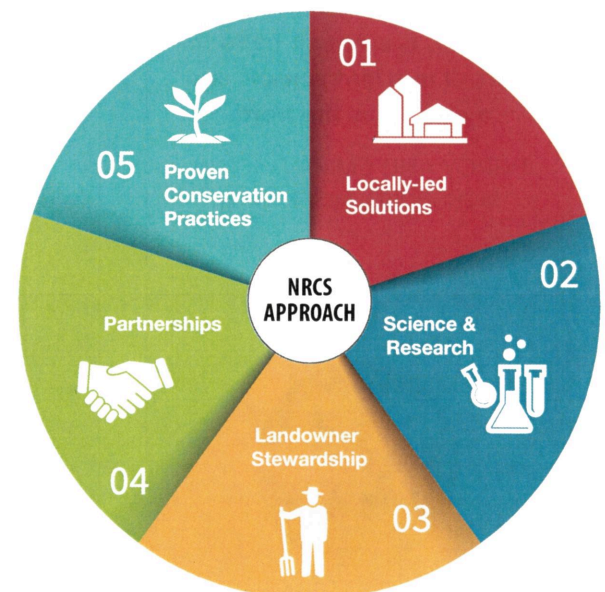 01
Locally-led
Solutions
02
Science &
Research
03
Landowner
Stewardship
04
Partnerships
05
Proven
Conservation
Practices
NRCS
APPROACH